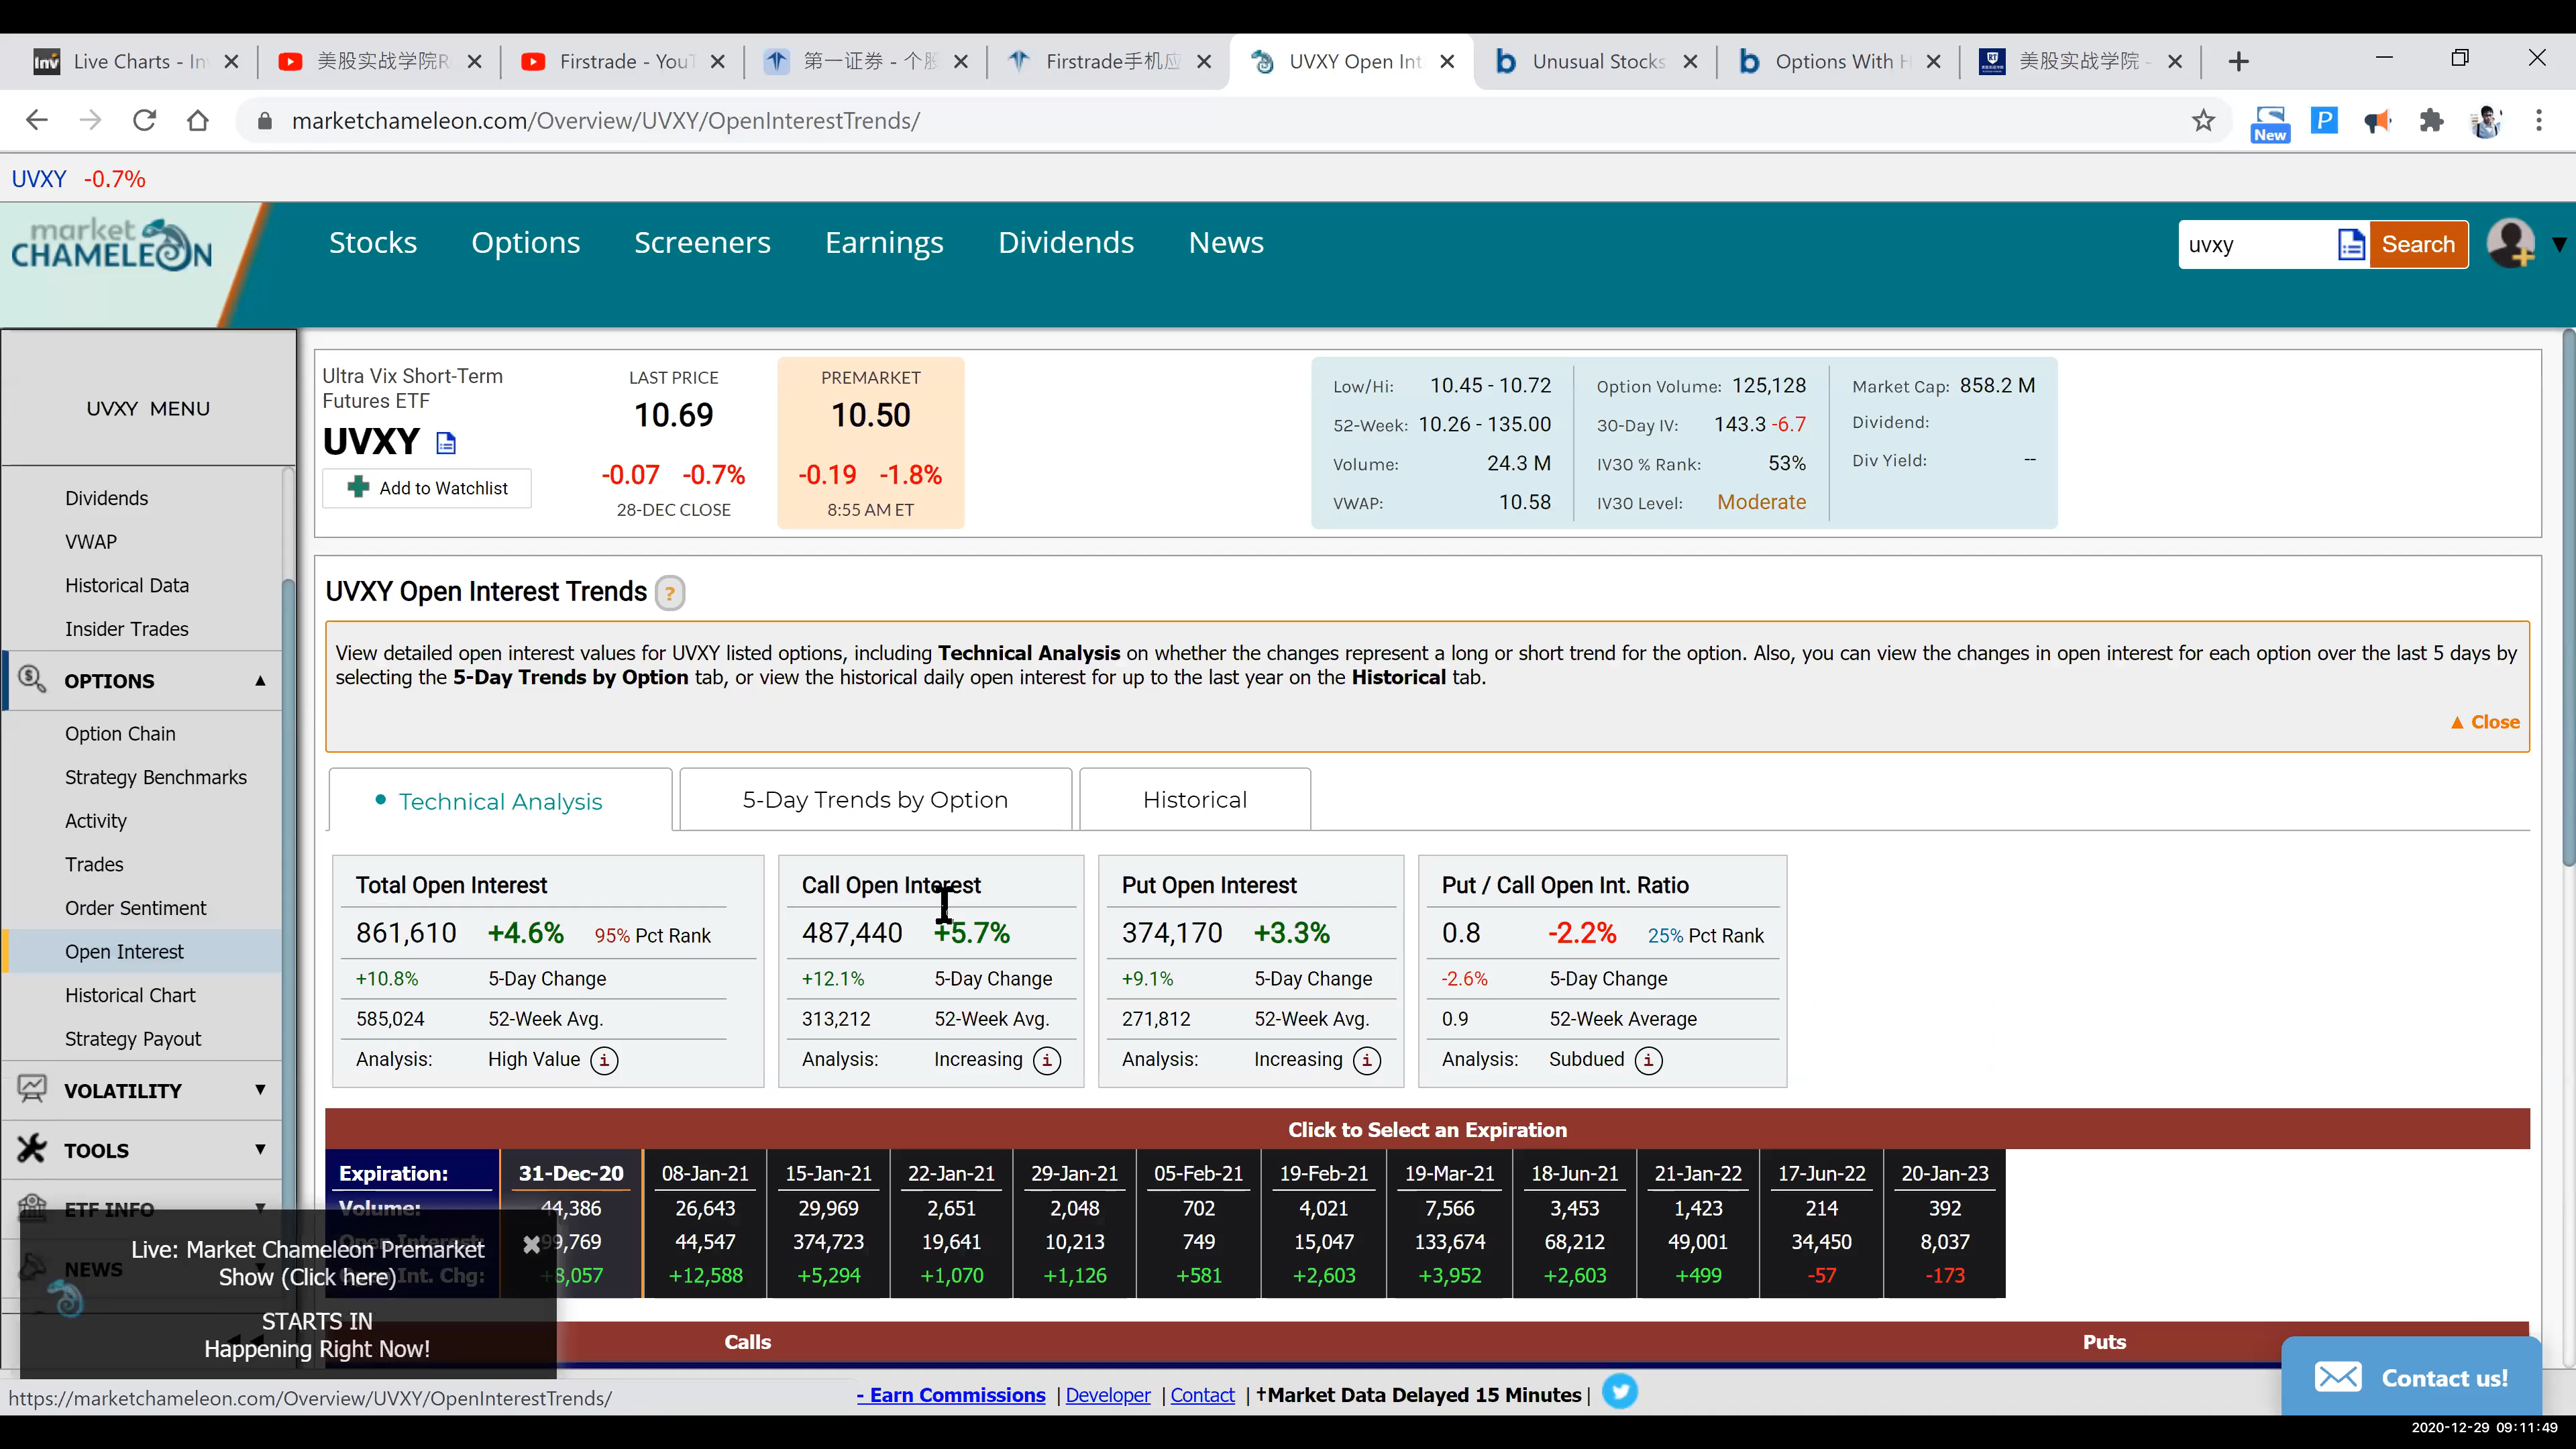 Live Charts - In
美股实战学院R
Firstrade - YouT
第一证券 - 个股
Firstrade手机应
UVXY Open Int
Unusual Stocks
Options With H
美股实战学院 -
marketchameleon.com/Overview/UVXY/OpenInterestTrends/
New
UVXY -0.7%
market CHAMELEON
Stocks Options Screeners Earnings Dividends News
uvxy Search
UVXY MENU
Dividends
VWAP
Historical Data
Insider Trades
OPTIONS
Option Chain
Strategy Benchmarks
Activity
Trades
Order Sentiment
Open Interest
Historical Chart
Strategy Payout
VOLATILITY
TOOLS
ETF INFO
NEWS
Ultra Vix Short-Term
Futures ETF
UVXY
Add to Watchlist
LAST PRICE
10.69
-0.07 -0.7%
28-DEC CLOSE
PREMARKET
10.50
-0.19 -1.8%
8:55 AM ET
Low/Hi: 10.45 - 10.72
52-Week: 10.26 - 135.00
Volume: 24.3 M
VWAP: 10.58
Option Volume: 125,128
30-Day IV: 143.3 -6.7
IV30 % Rank: 53%
IV30 Level: Moderate
Market Cap: 858.2 M
Dividend:
Div Yield: --
UVXY Open Interest Trends ?
View detailed open interest values for UVXY listed options, including Technical Analysis on whether the changes represent a long or short trend for the option. Also, you can view the changes in open interest for each option over the last 5 days by
selecting the 5-Day Trends by Option tab, or view the historical daily open interest for up to the last year on the Historical tab.
▲ Close
• Technical Analysis
5-Day Trends by Option
Historical
Total Open Interest
861,610 +4.6% 95% Pct Rank
+10.8% 5-Day Change
585,024 52-Week Avg.
Analysis: High Value i
Call Open Interest
487,440 +5.7%
+12.1% 5-Day Change
313,212 52-Week Avg.
Analysis: Increasing i
Put Open Interest
374,170 +3.3%
+9.1% 5-Day Change
271,812 52-Week Avg.
Analysis: Increasing i
Put / Call Open Int. Ratio
0.8 -2.2% 25% Pct Rank
-2.6% 5-Day Change
0.9 52-Week Average
Analysis: Subdued i
Click to Select an Expiration
Expiration: 31-Dec-20 08-Jan-21 15-Jan-21 22-Jan-21 29-Jan-21 05-Feb-21 19-Feb-21 19-Mar-21 18-Jun-21 21-Jan-22 17-Jun-22 20-Jan-23
Volume: 44,386 26,643 29,969 2,651 2,048 702 4,021 7,566 3,453 1,423 214 392
Open Interest: 9,769 44,547 374,723 19,641 10,213 749 15,047 133,674 68,212 49,001 34,450 8,037
Int. Chg: +8,057 +12,588 +5,294 +1,070 +1,126 +581 +2,603 +3,952 +2,603 +499 -57 -173
Live: Market Chameleon Premarket
Show (Click here)
STARTS IN
Happening Right Now!
Calls Puts
https://marketchameleon.com/Overview/UVXY/OpenInterestTrends/
- Earn Commissions | Developer | Contact | †Market Data Delayed 15 Minutes |
Contact us!
2020-12-29 09:11:49